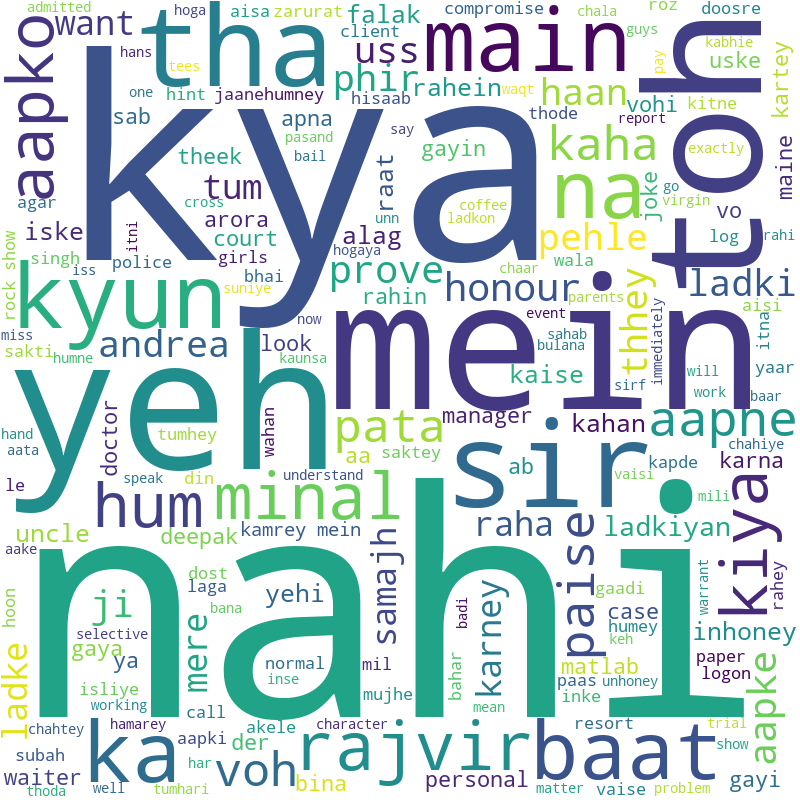 admitted
hoga
aisa zarurat falak compromise chala doosre
want hans tha client main guys roz
aapko tees uss kabhie uske
one hint jaanehumney phir rahein waqt haan vohi kitne kartey
sab apna hisaab thode report toh
kya pasand say gayin kaha exactly maine
theek bail raat na joke go
agar cross tum coffee ladkon unn virgin
iske itni arora hogaya pehle vo log rahi
rock show singh court alag chaar wala
iss police girls bhai prove honour thhey ladki
kyun suniye rahin parents aisi
miss now event sahab immediately itna
sakti andrea look mein bulana yaar
humne kaunsa kaise sirf will work baar
yeh wahan pata manager kahan aaphe
hand tumhey aa chahiye
aata doctor din saktey sir ab kapde karna
le speak understand vaisi mili
hum minal raha ladkiyan kiya
uncle deepak kamrey mein samajh paise
aake nahi dost yehi karney gaadi warrant rahey
hoon ji laga badi case
bana humey inhoney
selective mere normal keh
ladke gaya ya inse mil bahar matlab paper
isliye mujhe inke paas unhoney logon aapke
chahtey working mean
hamarey call character rajvir resort trial
ka aapki akele baat
subah der show
waiter har voh bina personal vaise gayi
thoda well tumhari matter problem
pay